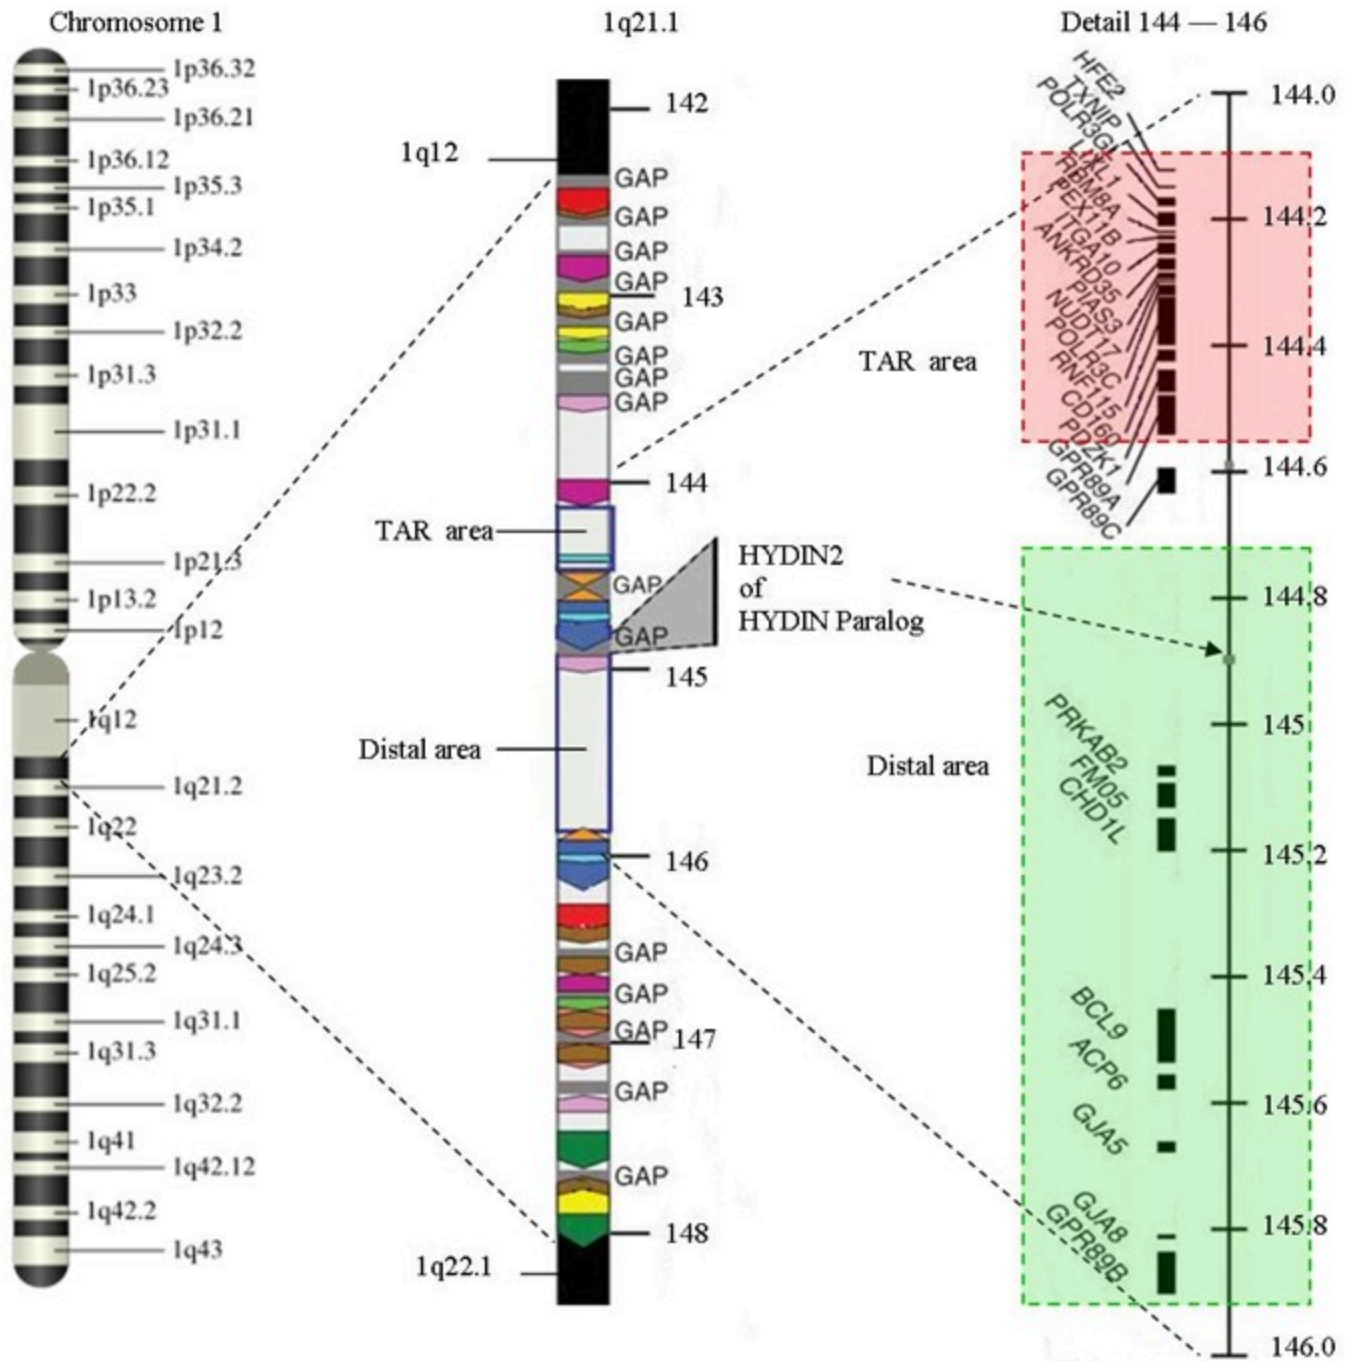 Chromosome 1
1p36.32
1p36.23
1p36.21
1p36.12
1p35.3
1p35.1
1p34.2
1p33
1p32.2
1p31.3
1p31.1
1p22.2
1p21.3
1p13.2
1p12
1q12
1q21.2
1q22
1q23.2
1q24.1
1q24.3
1q25.2
1q31.1
1q31.3
1q32.2
1q41
1q42.12
1q42.2
1q43
1q21.1
142
1q12
GAP
GAP
GAP
GAP
143
GAP
GAP
GAP
GAP
144
TAR area
GAP
HYDIN2
of
HYDIN Paralog
GAP
145
Distal area
146
GAP
GAP
GAP
147
GAP
GAP
148
1q22.1
Detail 144 — 146
HFE2
TXNIP
POLR3GL
LIXL1
RBM8A
PEX11B
ITGA10
ANKRD35
PIAS3
NUDT17
POLR3C
RNF115
CD160
PDZK1
GPR89A
GPR89C
TAR area
PRKAB2
FM05
CHD1L
Distal area
BCL9
ACP6
GJA5
GJA8
GPR89B
144.0
144.2
144.4
144.6
144.8
145
145.2
145.4
145.6
145.8
146.0